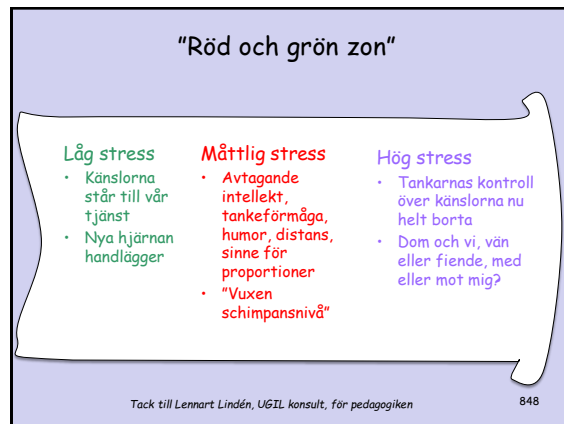 "Röd och grön zon"
Låg stress
• Känslorna
står till vår
tjänst
• Nya hjärnan
handlägger
Måttlig stress
• Avtagande
intellekt,
tankeförmåga,
humor, distans,
sinne för
proportioner
• "Vuxen
schimpansnivå"
Hög stress
• Tankarnas kontroll
över känslorna nu
helt borta
• Dom och vi, vän
eller fiende, med
eller mot mig?
Tack till Lennart Lindén, UGIL konsult, för pedagogiken
848